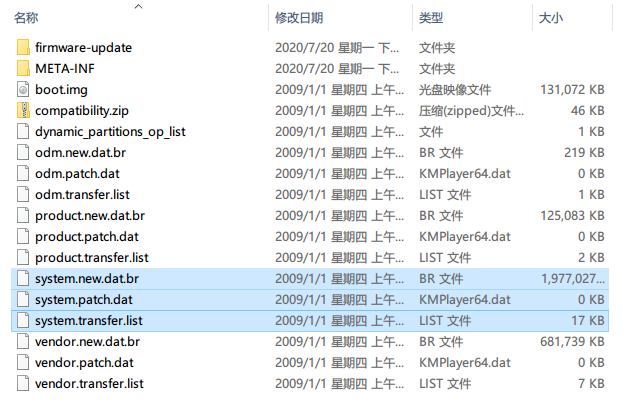 名称 修改日期 类型 大小
firmware-update 2020/7/20 星期一 下... 文件夹
META-INF 2020/7/20 星期一 下... 文件夹
boot.img 2009/1/1 星期四 上午... 光盘映像文件 131,072 KB
compatibility.zip 2009/1/1 星期四 上午... 压缩(zipped)文件... 46 KB
dynamic_partitions_op_list 2009/1/1 星期四 上午... 文件 1 KB
odm.new.dat.br 2009/1/1 星期四 上午... BR 文件 219 KB
odm.patch.dat 2009/1/1 星期四 上午... KMPlayer64.dat 0 KB
odm.transfer.list 2009/1/1 星期四 上午... LIST 文件 1 KB
product.new.dat.br 2009/1/1 星期四 上午... BR 文件 125,083 KB
product.patch.dat 2009/1/1 星期四 上午... KMPlayer64.dat 0 KB
product.transfer.list 2009/1/1 星期四 上午... LIST 文件 2 KB
system.new.dat.br 2009/1/1 星期四 上午... BR 文件 1,977,027...
system.patch.dat 2009/1/1 星期四 上午... KMPlayer64.dat 0 KB
system.transfer.list 2009/1/1 星期四 上午... LIST 文件 17 KB
vendor.new.dat.br 2009/1/1 星期四 上午... BR 文件 681,739 KB
vendor.patch.dat 2009/1/1 星期四 上午... KMPlayer64.dat 0 KB
vendor.transfer.list 2009/1/1 星期四 上午... LIST 文件 7 KB